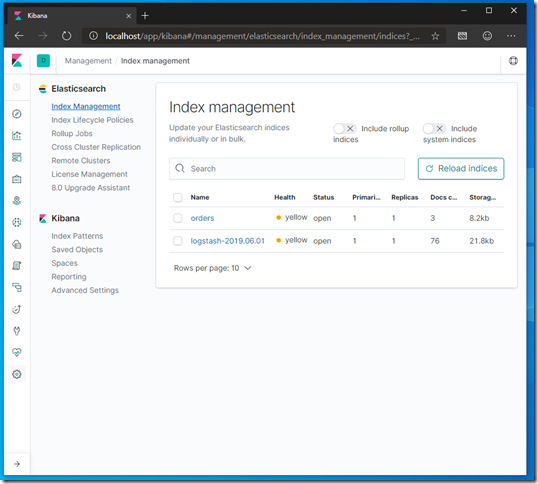 Kibana
localhost/app/kibana#/management/elasticsearch/index_management/indices?_...
D
Management / Index management
Elasticsearch
Index Management
Index Lifecycle Policies
Rollup Jobs
Cross Cluster Replication
Remote Clusters
License Management
8.0 Upgrade Assistant
Kibana
Index Patterns
Saved Objects
Spaces
Reporting
Advanced Settings
Index management
Update your Elasticsearch indices
individually or in bulk.
Include rollup
indices
Include
system indices
Search
Reload indices
Name Health Status Primari... Replicas Docs c... Storag...
orders yellow open 1 1 3 8.2kb
logstash-2019.06.01 yellow open 1 1 76 21.8kb
Rows per page: 10